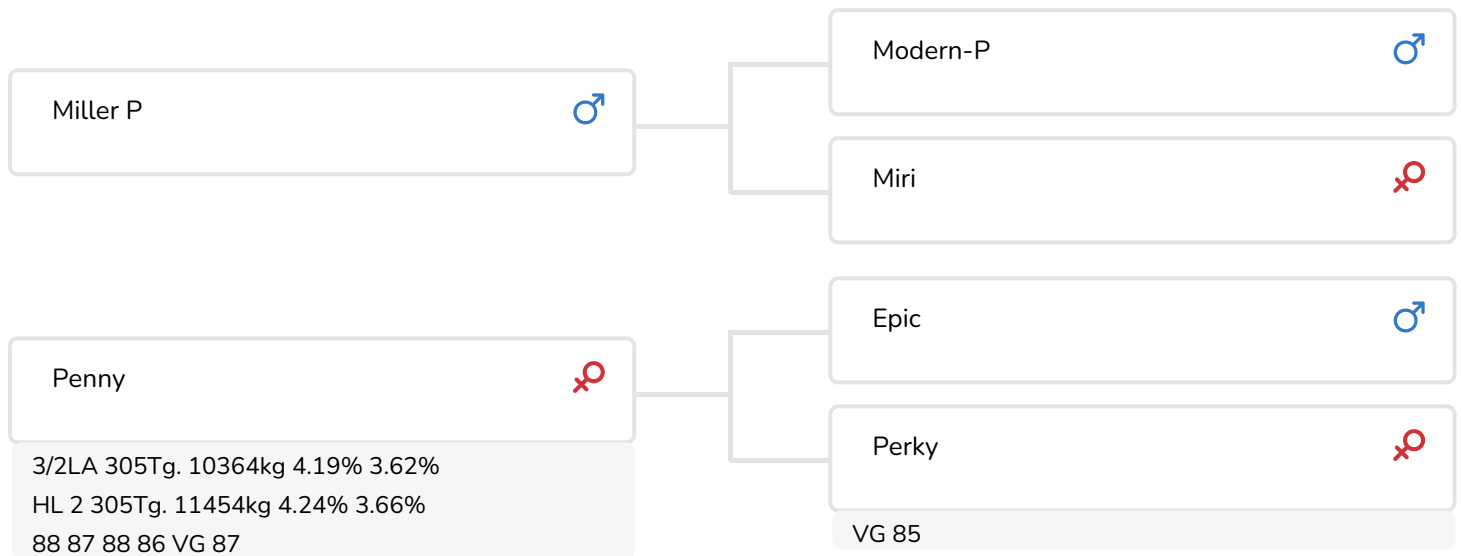 Miller P
Modern-P
Miri
Penny
3/2LA 305Tg. 10364kg 4.19% 3.62%
HL 2 305Tg. 11454kg 4.24% 3.66%
88 87 88 86 VG 87
Epic
Perky
VG 85